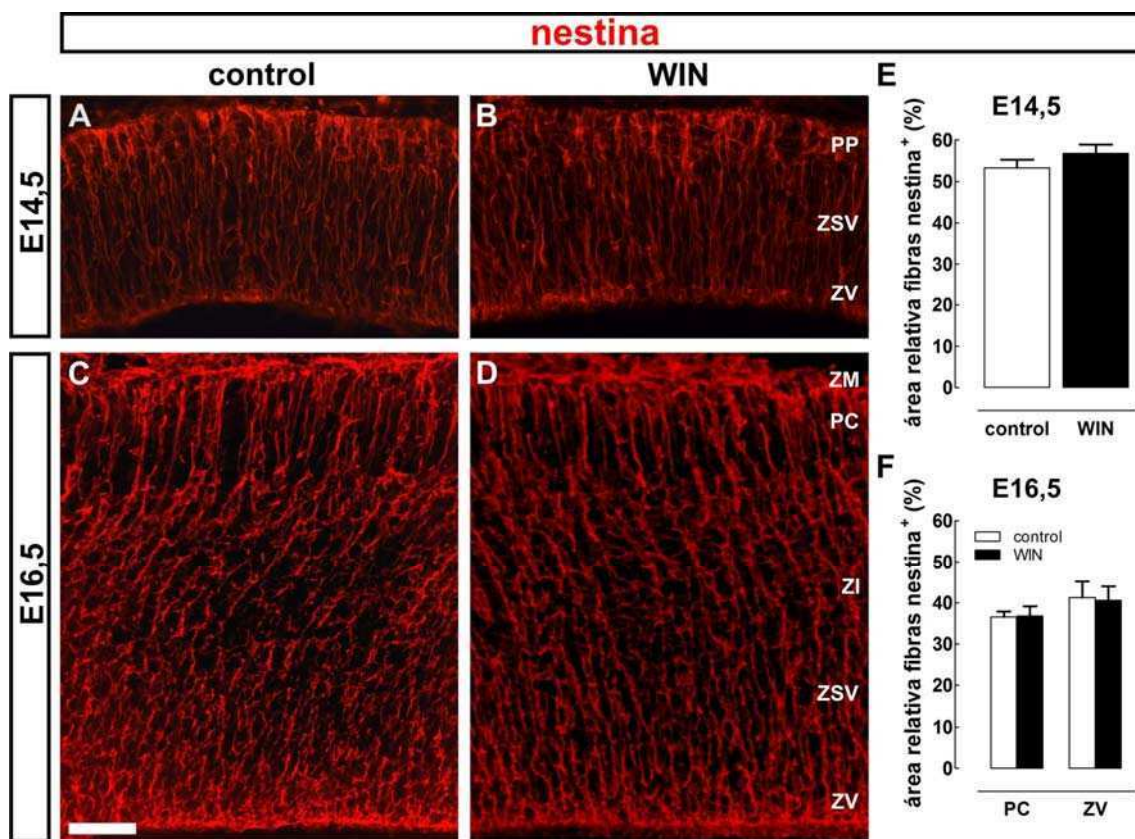 nestina
control
WIN
E14,5
A
B
PP
ZSV
ZV
E16,5
C
D
ZM
PC
ZI
ZSV
ZV
E
E14,5
área relativa fibras nestina⁺ (%)
60
50
40
30
20
10
0
control
WIN
F
E16,5
área relativa fibras nestina⁺ (%)
60
50
40
30
20
10
0
control
WIN
PC
ZV